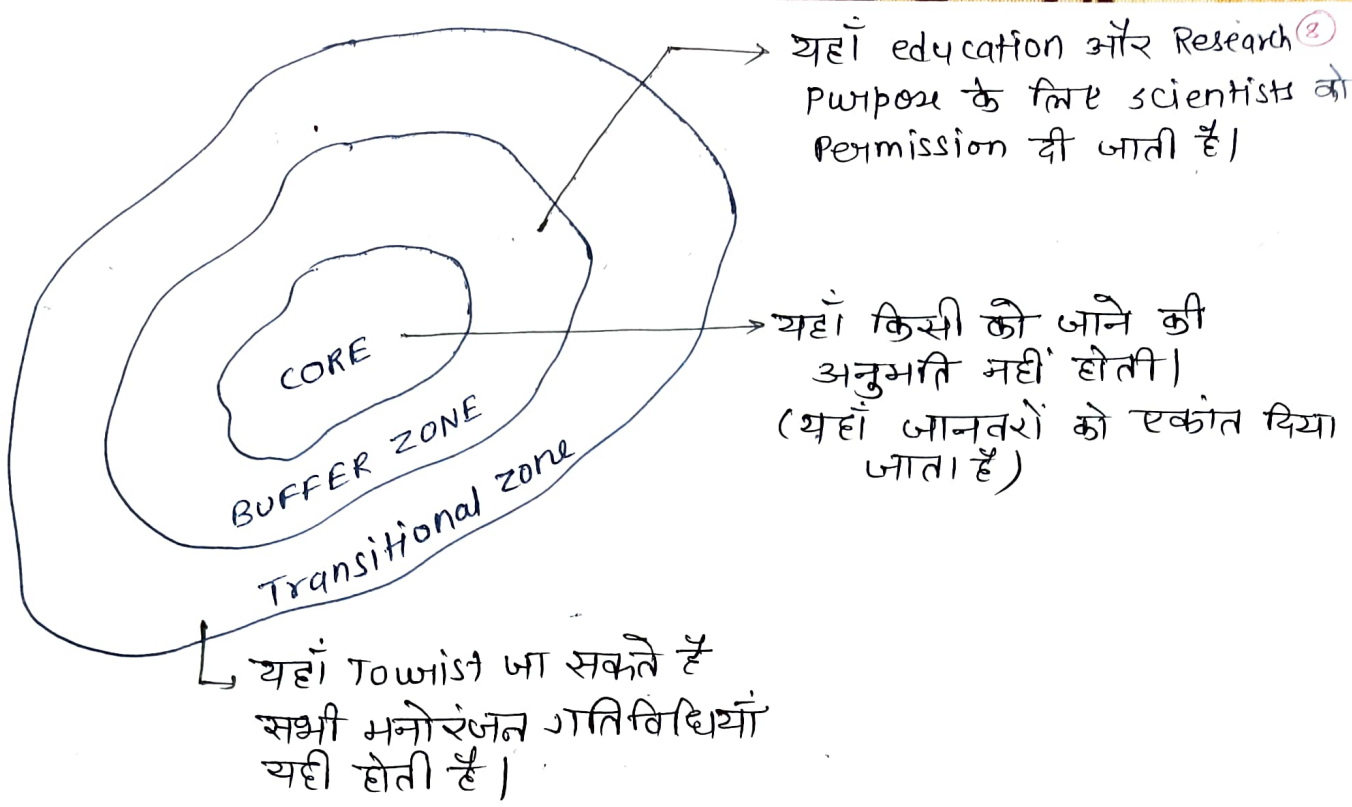 यहाँ education और Research
Purpose के लिए scientists को
Permission दी जाती है।
2
यहाँ किसी को जाने की
अनुमति नहीं होती।
(यहाँ जानवरों को एकांत दिया
जाता है)
CORE
BUFFER ZONE
Transitional zone
यहाँ Tourist जा सकते है
सभी मनोरंजन गतिविधियाँ
यही होती है।